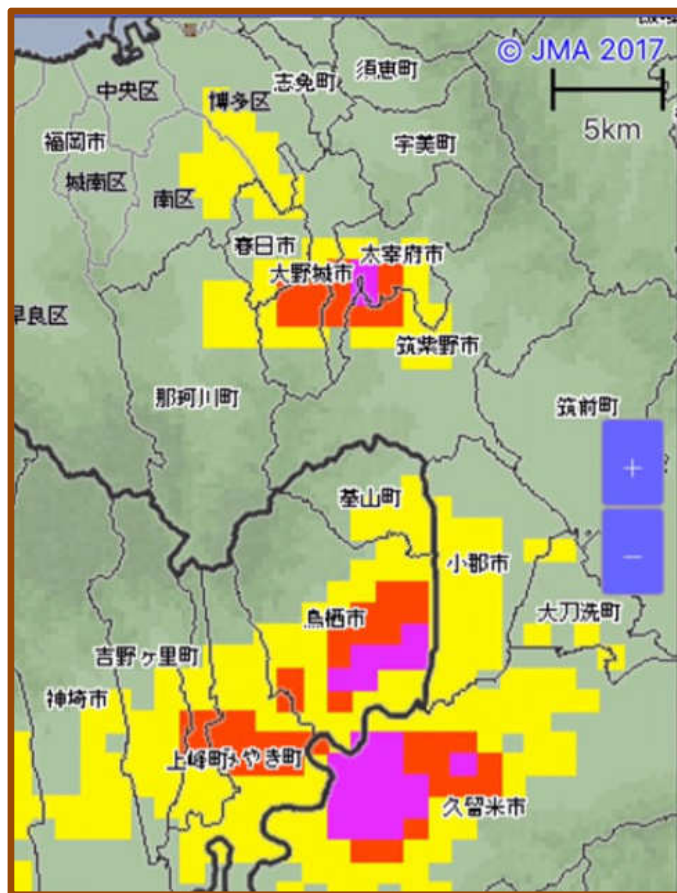 © JMA 2017
5km
須恵町
志免町
中央区
博多区
福岡市
宇美町
城南区
南区
春日市
太宰府市
大野城市
早良区
筑紫野市
那珂川町
筑前町
+
基山町
−
小郡市
鳥栖市
大刀洗町
吉野ヶ里町
神埼市
上峰町
みやき町
久留米市